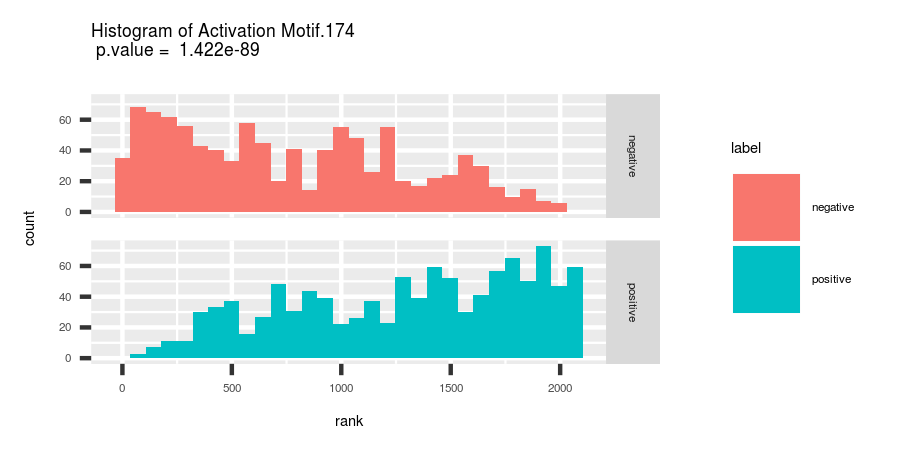 Histogram of Activation Motif.174
p.value = 1.422e-89
count
60
40
20
0
negative
60
40
20
0
positive
0 500 1000 1500 2000
rank
label
negative
positive